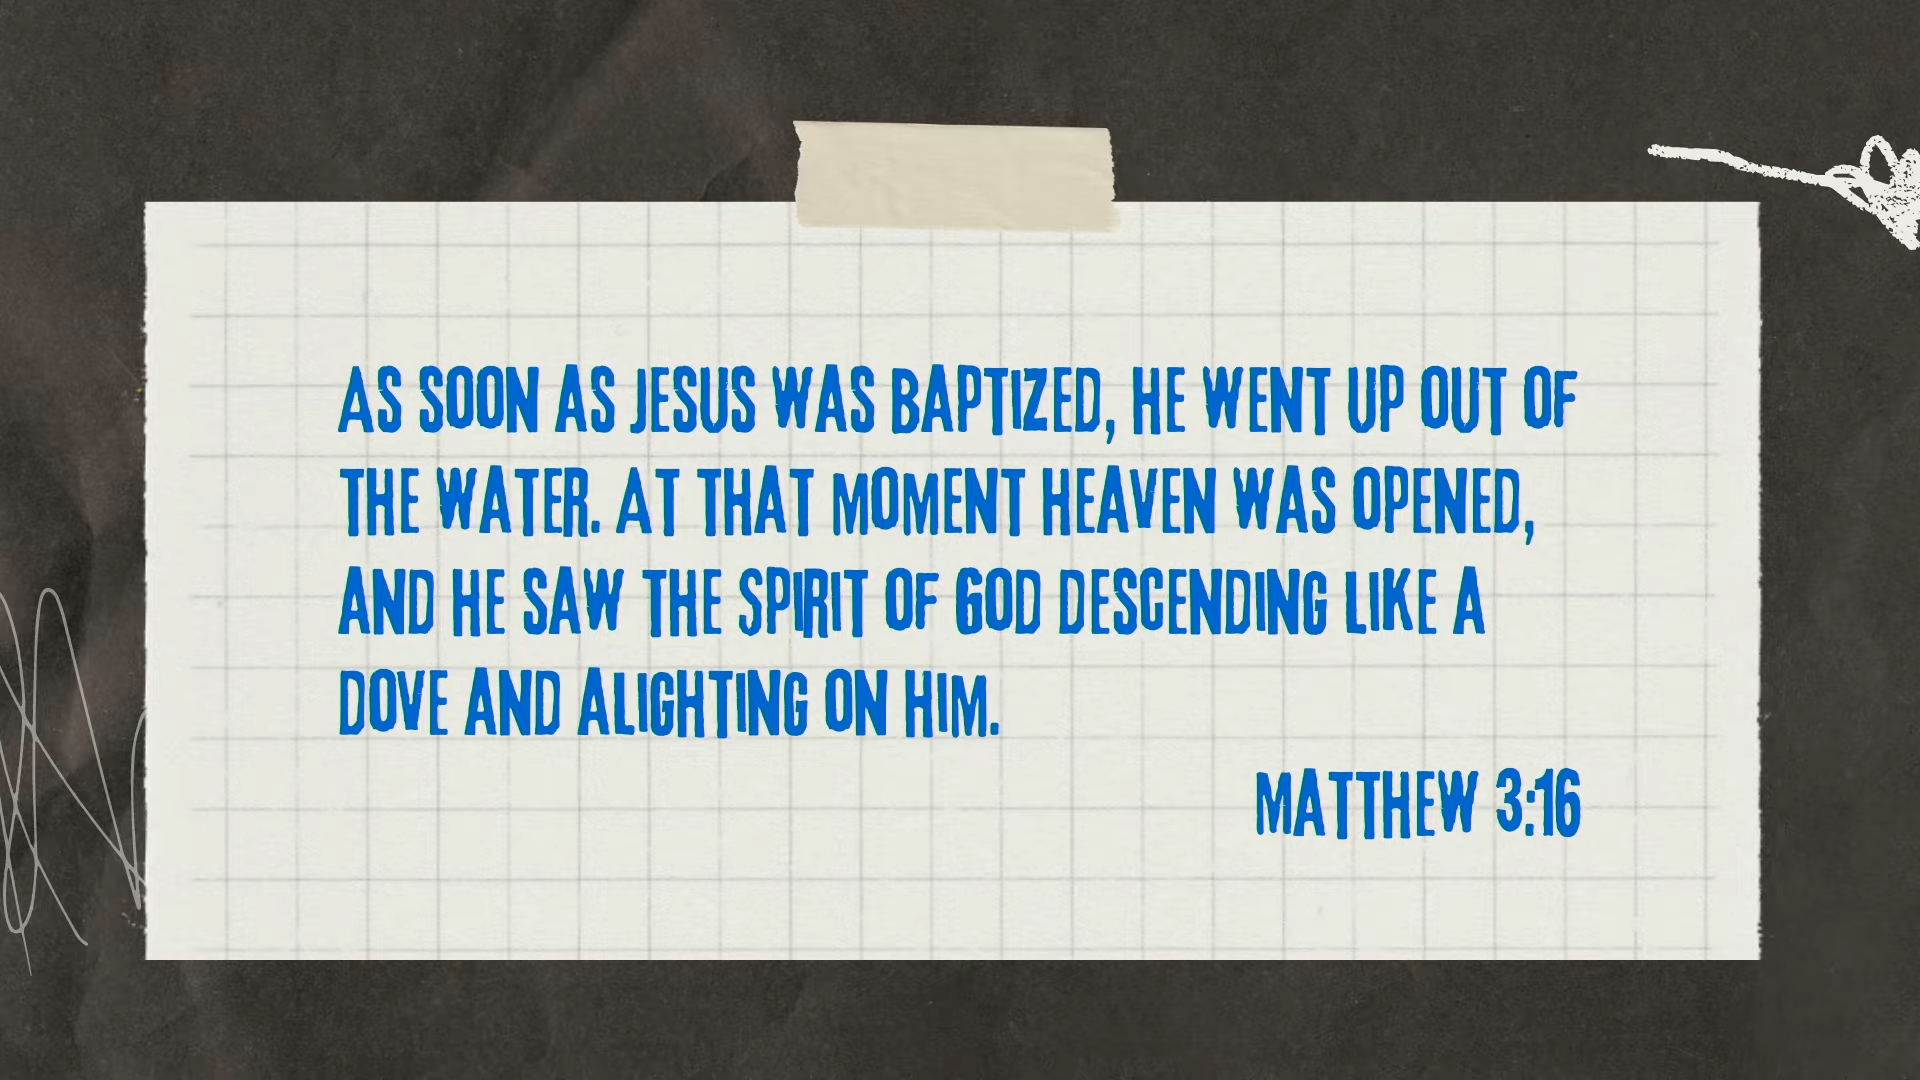 AS SOON AS JESUS WAS BAPTIZED, HE WENT UP OUT OF
THE WATER. AT THAT MOMENT HEAVEN WAS OPENED,
AND HE SAW THE SPIRIT OF GOD DESCENDING LIKE A
DOVE AND ALIGHTING ON HIM.
MATTHEW 3:16